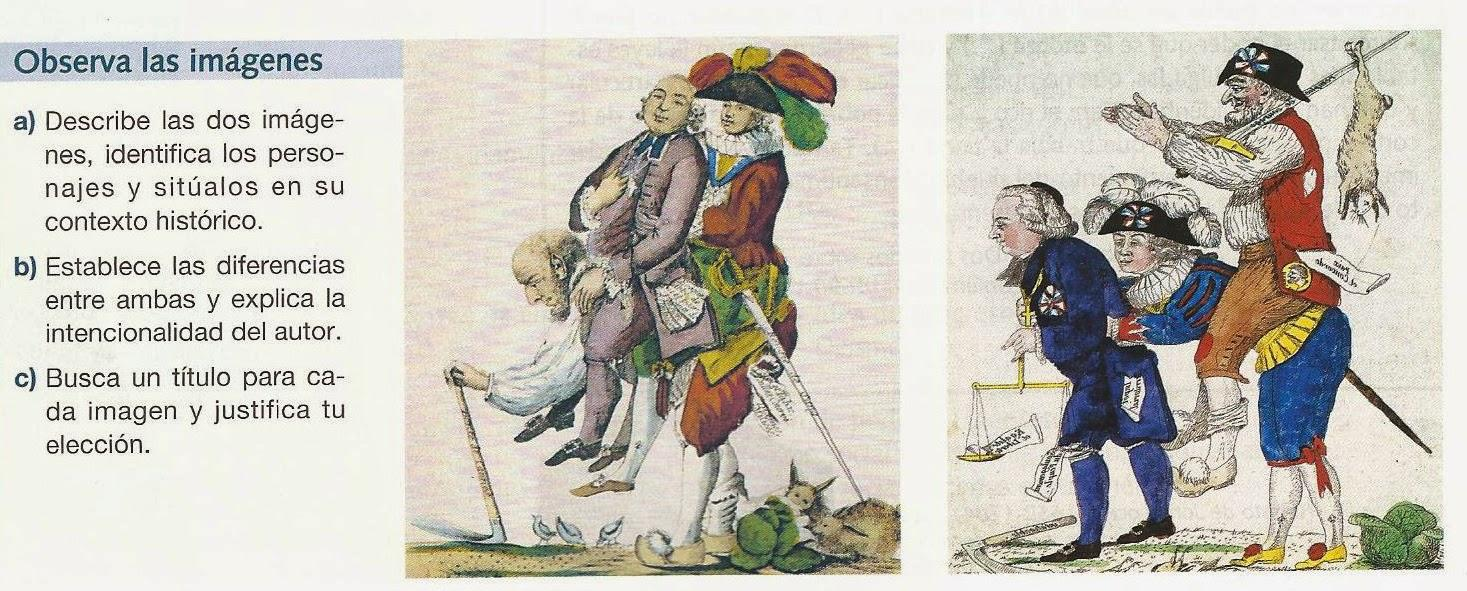 Observa las imágenes
a) Describe las dos imáge-
nes, identifica los perso-
najes y sitúalos en su
contexto histórico.
b) Establece las diferencias
entre ambas y explica la
intencionalidad del autor.
c) Busca un título para ca-
da imagen y justifica tu
elección.